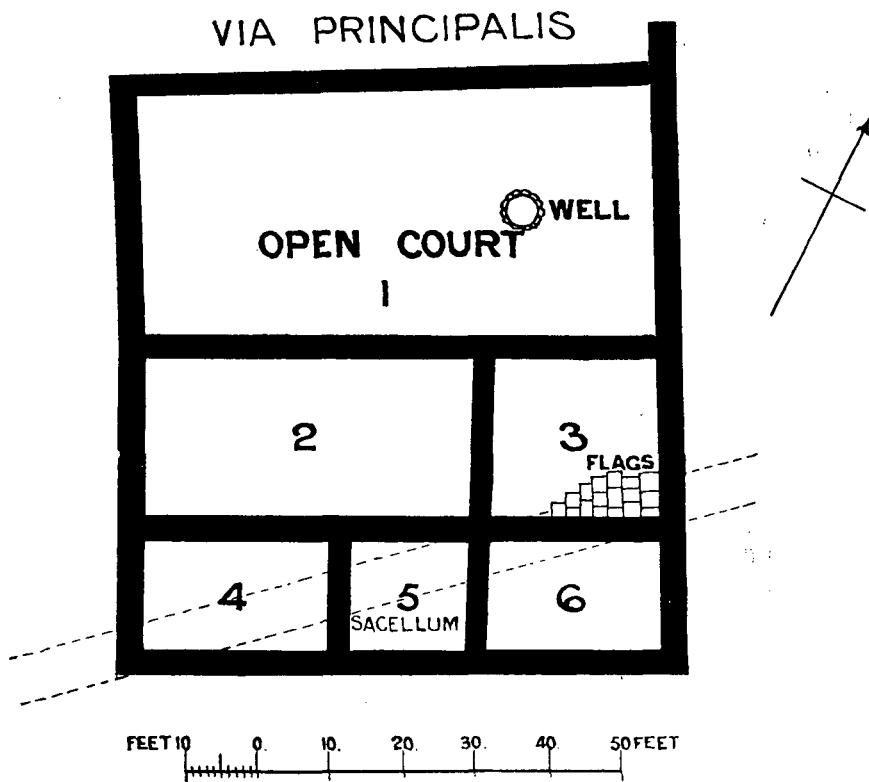 VIA PRINCIPALIS
WELL
OPEN COURT
1
2
3
FLAGS
4
5
6
SACELLUM
FEET 10 0. 10. 20. 30. 40. 50 FEET